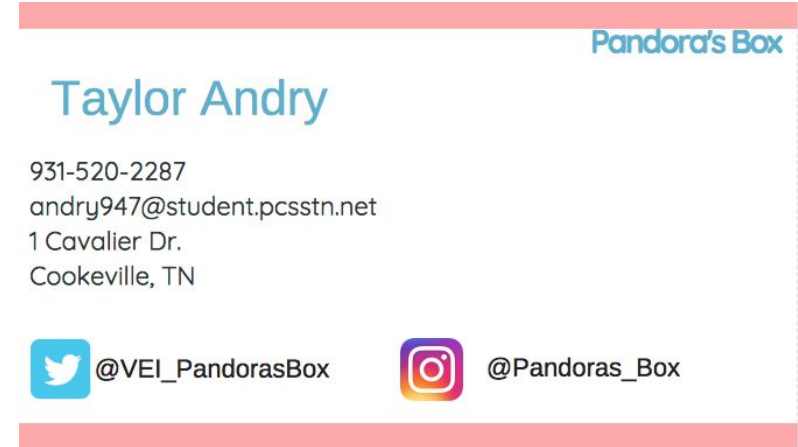 Pandora's Box
Taylor Andry
931-520-2287
andry947@student.pcsstn.net
1 Cavalier Dr.
Cookeville, TN
@VEI_PandorasBox
@Pandoras_Box